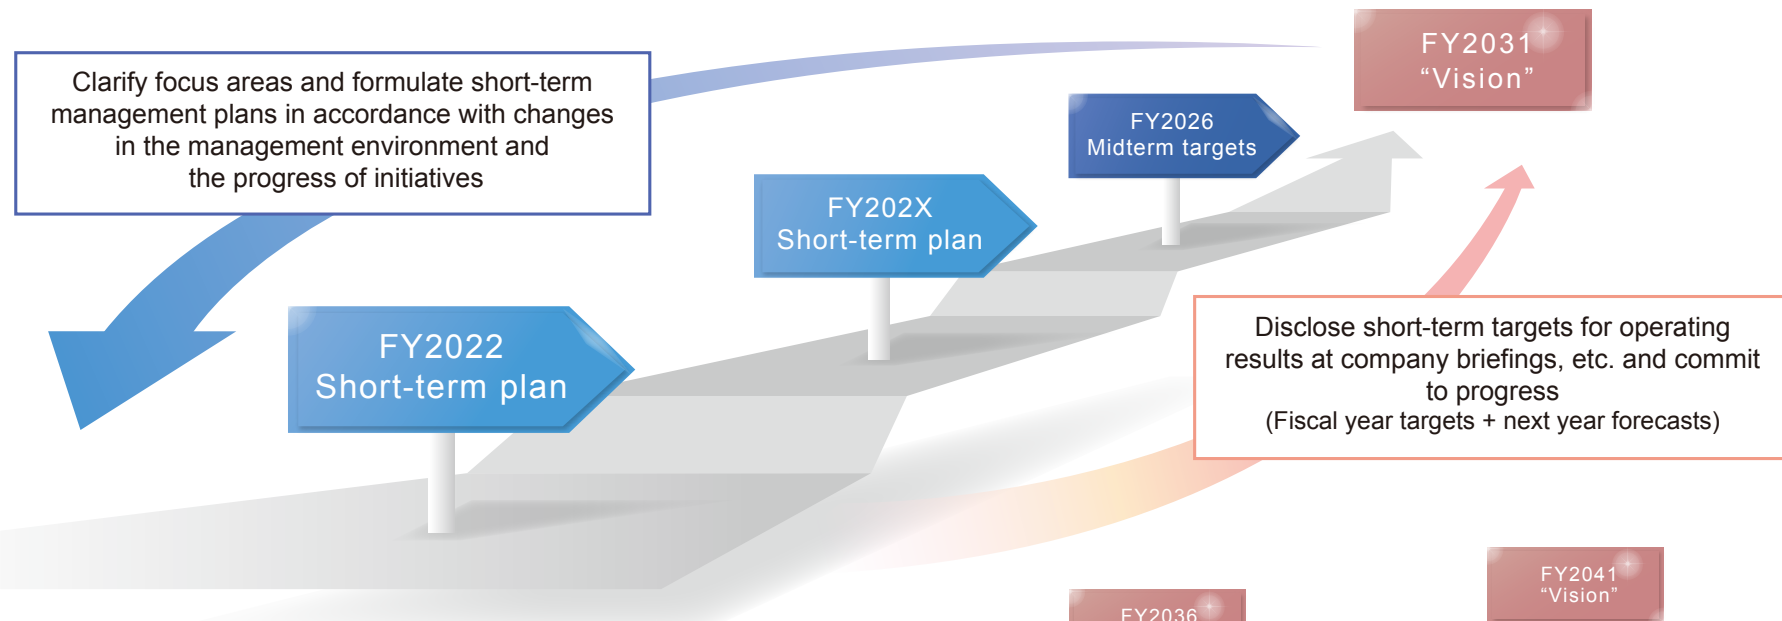 Clarify focus areas and formulate short-term
management plans in accordance with changes
in the management environment and
the progress of initiatives
FY2031
“Vision”
FY2026
Midterm targets
FY202X
Short-term plan
FY2022
Short-term plan
Disclose short-term targets for operating
results at company briefings, etc. and commit
to progress
(Fiscal year targets + next year forecasts)
FY2041
“Vision”
FY2036